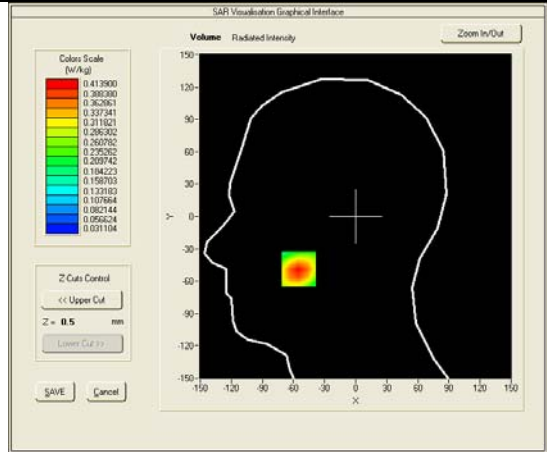 SAR Visualisation Graphical Interface
Volume Radiated Intensity
Zoom In/Out
Colors Scale
(W/kg)
0.413900
0.388380
0.362861
0.337341
0.311821
0.286302
0.260782
0.235262
0.209742
0.184223
0.158703
0.133183
0.107664
0.082144
0.056624
0.031104
Z Cuts Control
<< Upper Cut
Z = 0.5 mm
Lower Cut >>
SAVE Cancel
150
120
90
60
30
0
-30
-60
-90
-120
-150
Y
-150 -120 -90 -60 -30 0 30 60 90 120 150
X